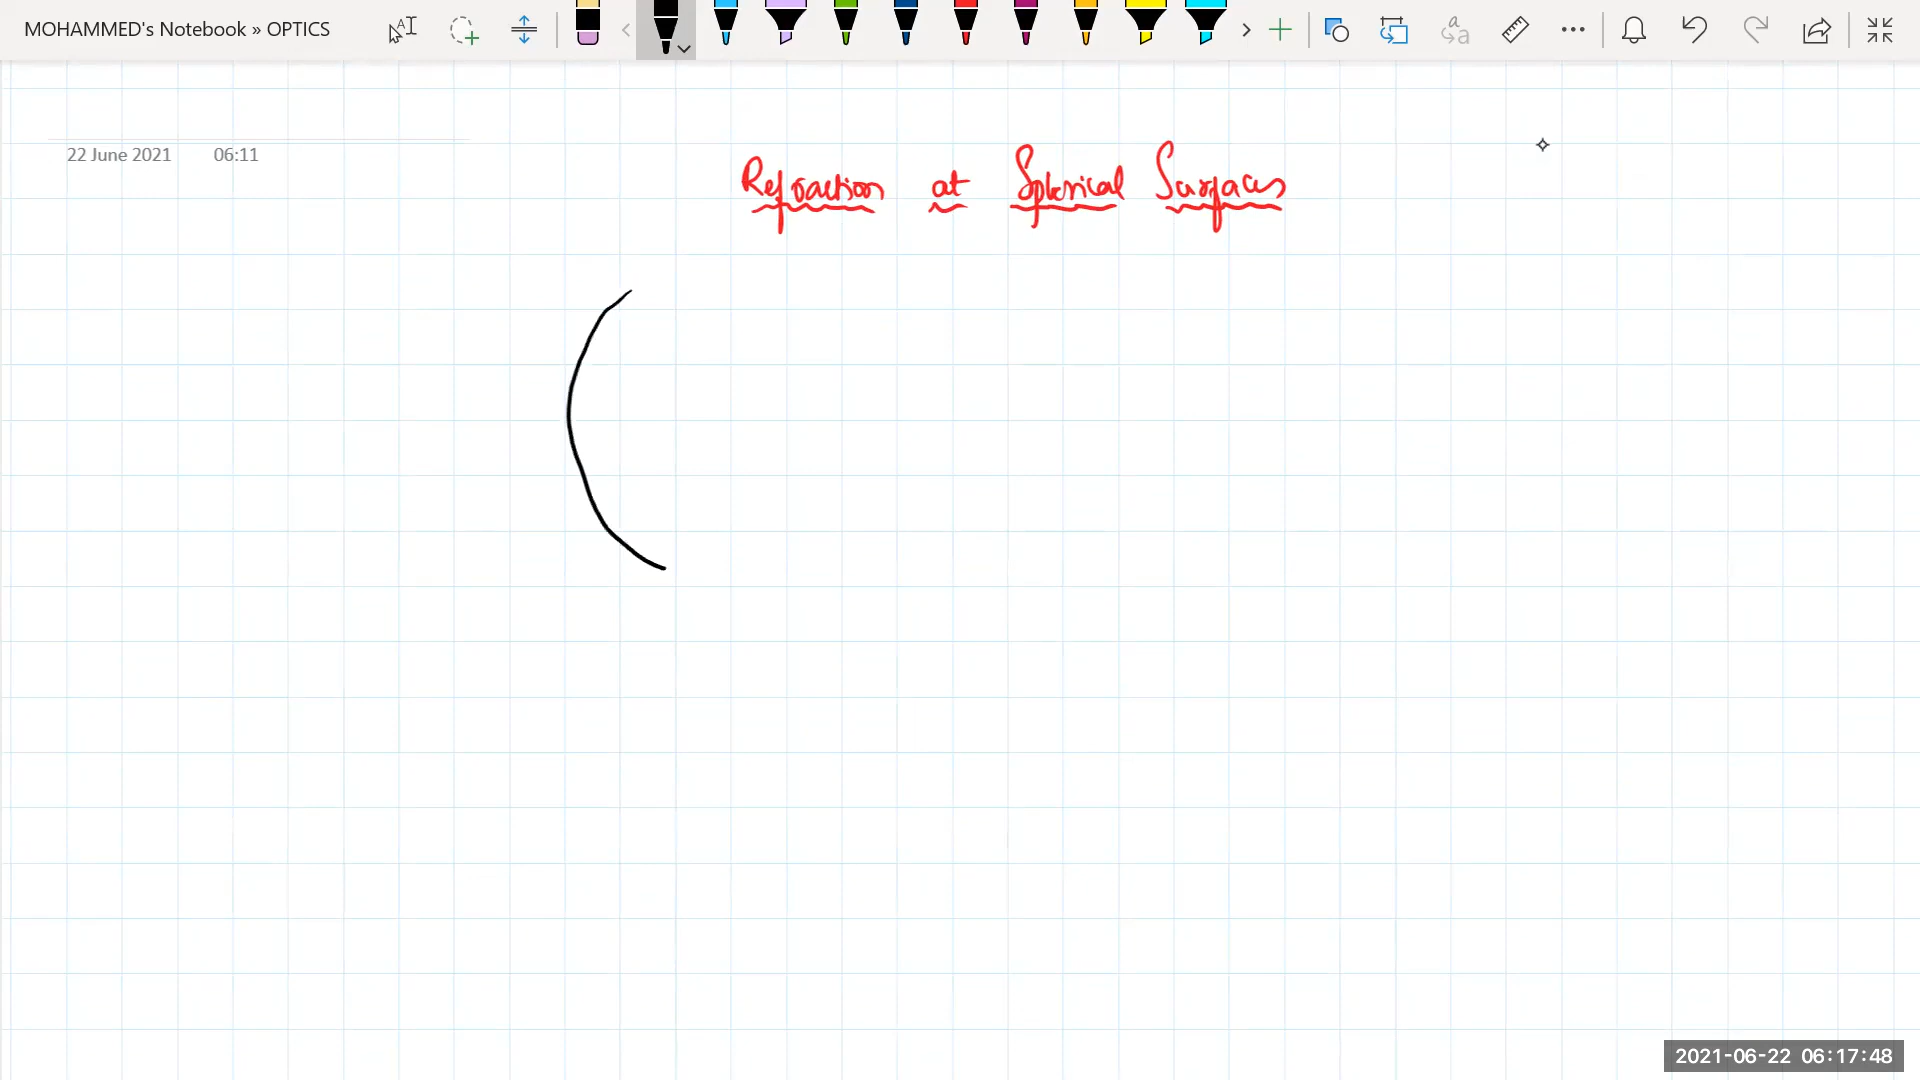 MOHAMMED's Notebook » OPTICS
22 June 2021 06:11
Refraction at Spherical Surfaces
2021-06-22 06:17:48